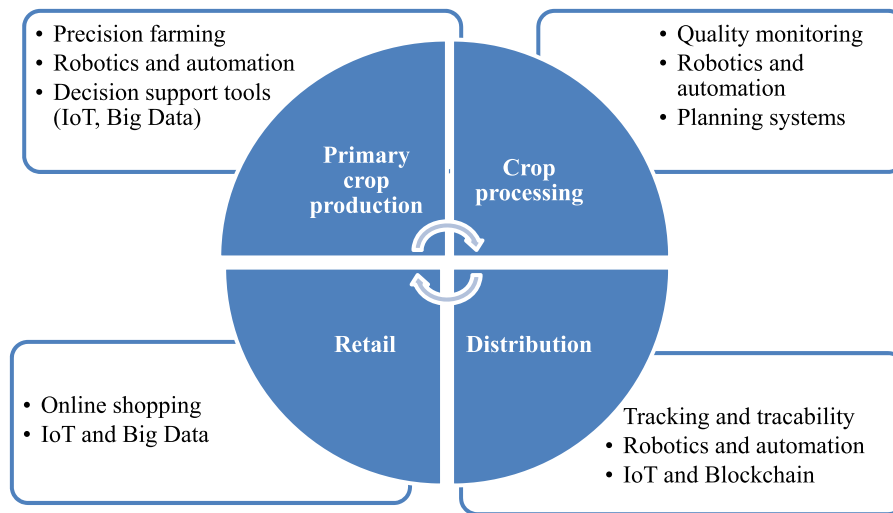 • Precision farming
• Robotics and automation
• Decision support tools
(IoT, Big Data)
• Quality monitoring
• Robotics and
automation
• Planning systems
Primary
crop
production
Crop
processing
Retail
Distribution
• Online shopping
• IoT and Big Data
Tracking and tracability
• Robotics and automation
• IoT and Blockchain